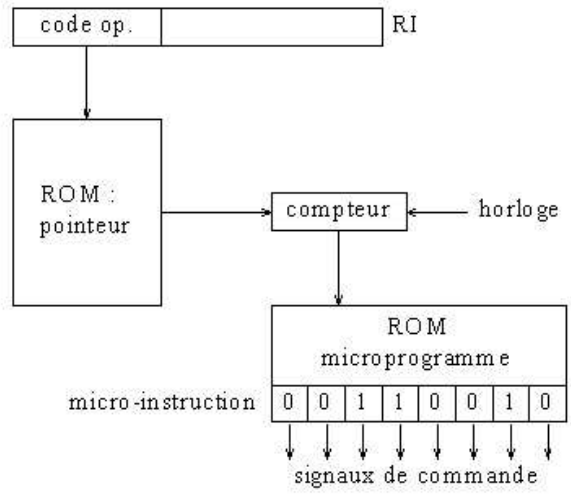 code op.
RI
ROM :
pointeur
compteur
horloge
ROM
microprogramme
micro-instruction
0 0 1 1 0 0 1 0
signaux de commande